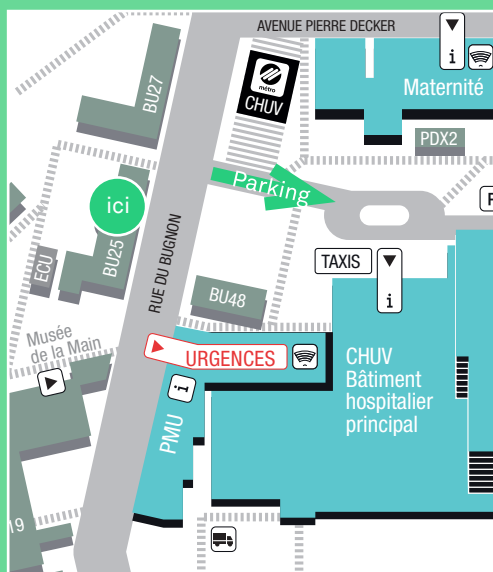 AVENUE PIERRE DECKER
i
Maternité
BU27
métro
CHUV
PDX2
Parking
ici
BU25
ECU
RUE DU BUGNON
TAXIS
i
BU48
Musée
de la Main
URGENCES
i
PMU
CHUV
Bâtiment
hospitalier
principal
19